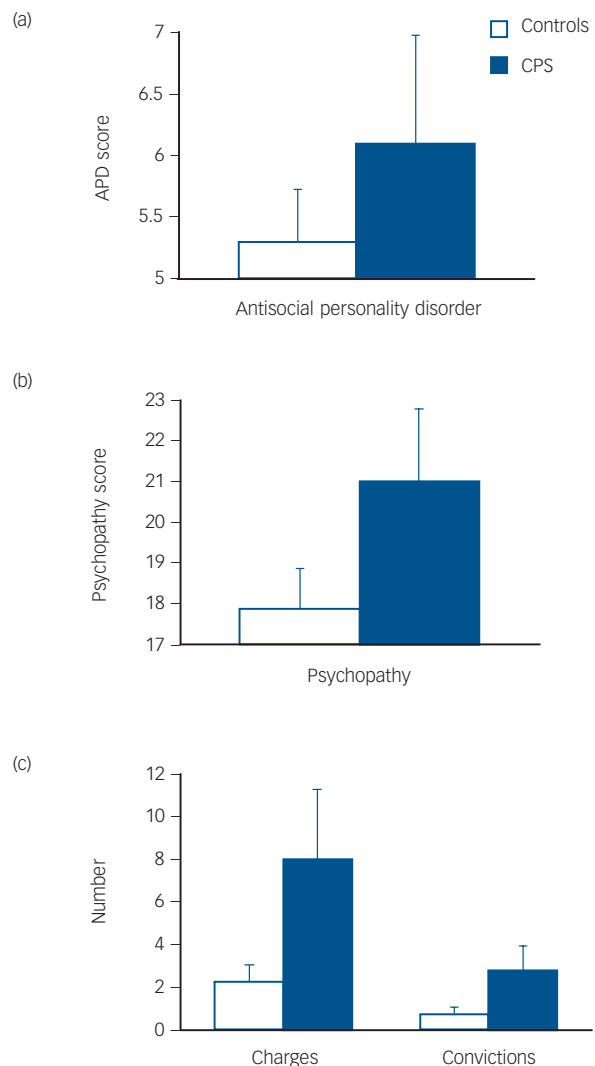 (a)
Controls
CPS
APD score
7
6.5
6
5.5
5
Antisocial personality disorder
(b)
Psychopathy score
23
22
21
20
19
18
17
Psychopathy
(c)
Number
12
10
8
6
4
2
0
Charges Convictions